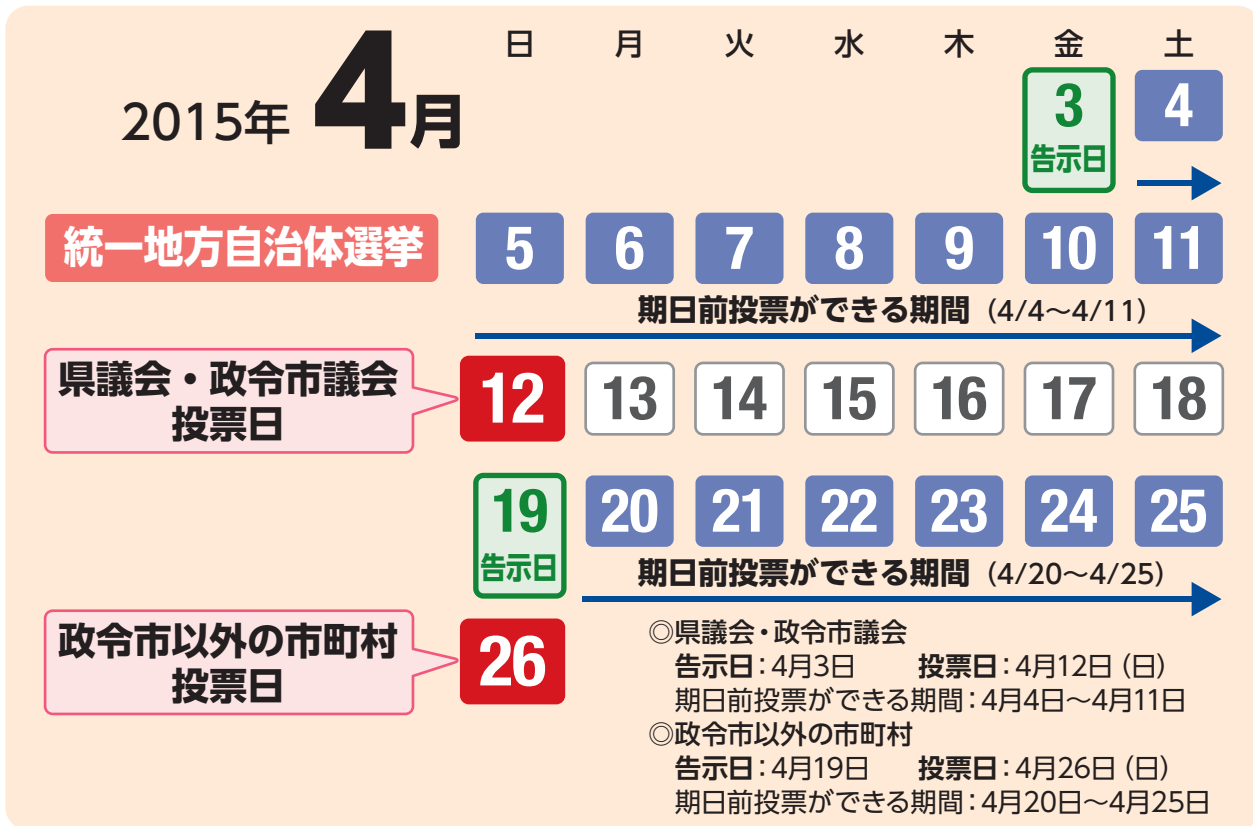 日 月 火 水 木 金 土
2015年 4月
3 4
告示日
統一地方自治体選挙
5 6 7 8 9 10 11
期日前投票ができる期間 (4/4～4/11)
県議会・政令市議会
投票日
12 13 14 15 16 17 18
19 20 21 22 23 24 25
告示日
期日前投票ができる期間 (4/20～4/25)
政令市以外の市町村
投票日
26
◎県議会・政令市議会
告示日：4月3日 投票日：4月12日（日）
期日前投票ができる期間：4月4日～4月11日
◎政令市以外の市町村
告示日：4月19日 投票日：4月26日（日）
期日前投票ができる期間：4月20日～4月25日